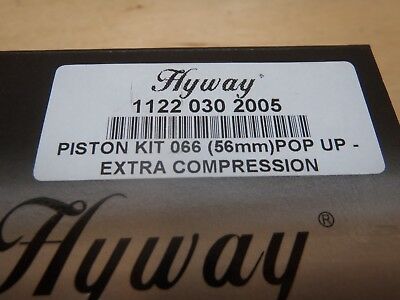 Hyway
1122 030 2005
PISTON KIT 066 (56mm)POP UP -
EXTRA COMPRESSION
Hyway ®